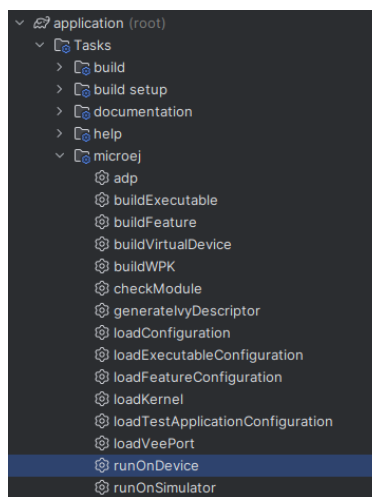 application (root)
Tasks
build
build setup
documentation
help
microej
adp
buildExecutable
buildFeature
buildVirtualDevice
buildWPK
checkModule
generateIvyDescriptor
loadConfiguration
loadExecutableConfiguration
loadFeatureConfiguration
loadKernel
loadTestApplicationConfiguration
loadVeePort
runOnDevice
runOnSimulator